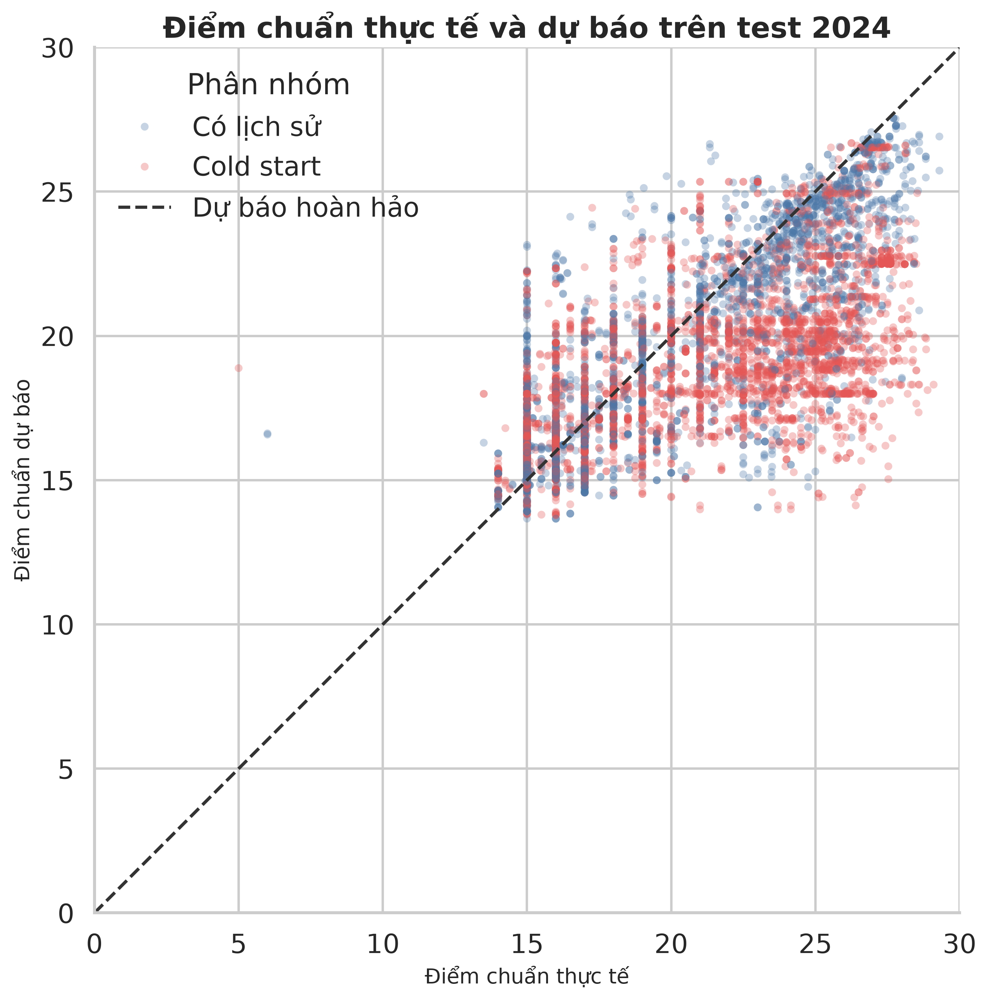 Điểm chuẩn thực tế và dự báo trên test 2024
Phân nhóm
Có lịch sử
Cold start
Dự báo hoàn hảo
30
25
20
15
10
5
0
Điểm chuẩn dự báo
0 5 10 15 20 25 30
Điểm chuẩn thực tế